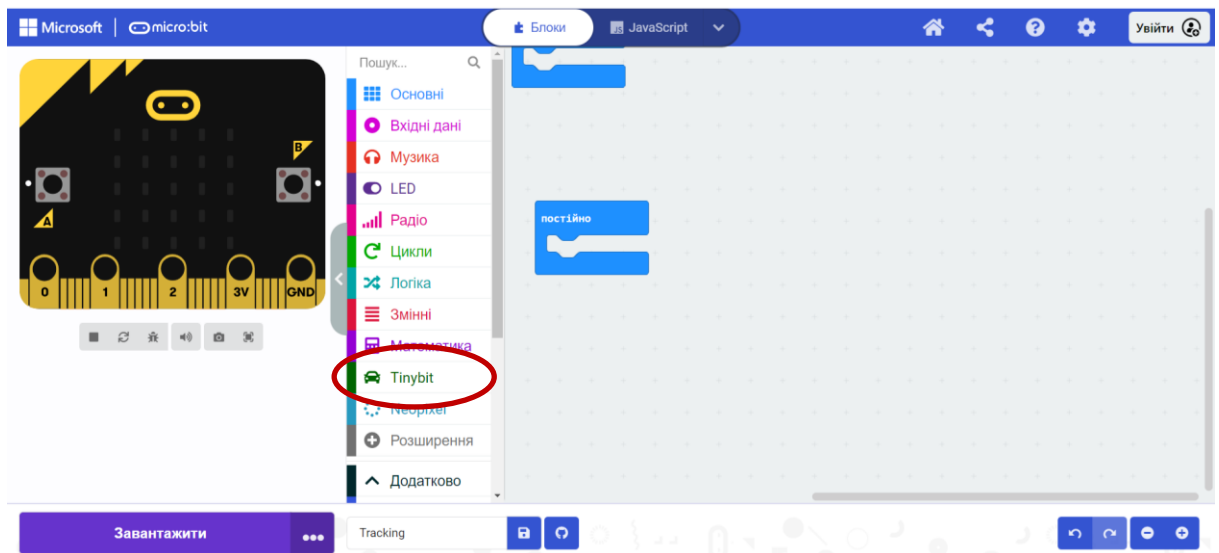 Microsoft micro:bit Блоки JavaScript Увійти
Пошук...
Основні
Вхідні дані
Музика
LED
Радіо
Цикли
Логіка
Змінні
Математика
Tinybit
Neopixel
Розширення
Додатково
B
A
0 1 2 3V GND
постійно
Завантажити ... Tracking